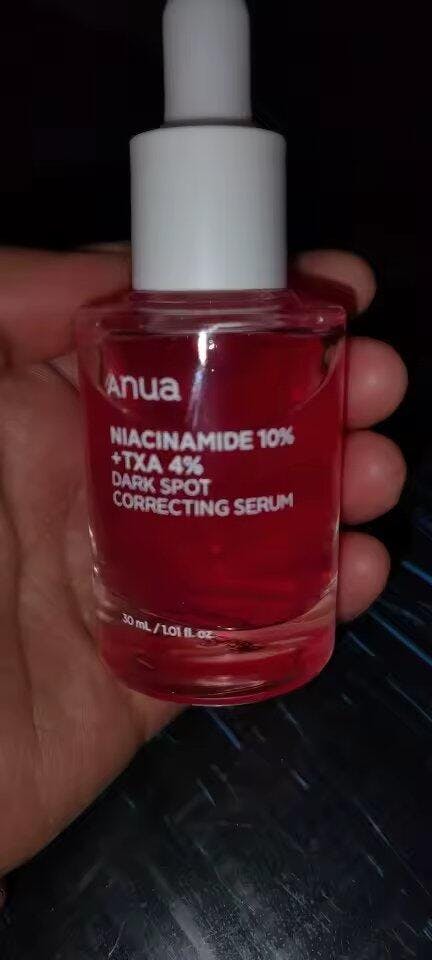 Anua
NIACINAMIDE 10%
+TXA 4%
DARK SPOT
CORRECTING SERUM
30 mL / 1.01 fl. oz